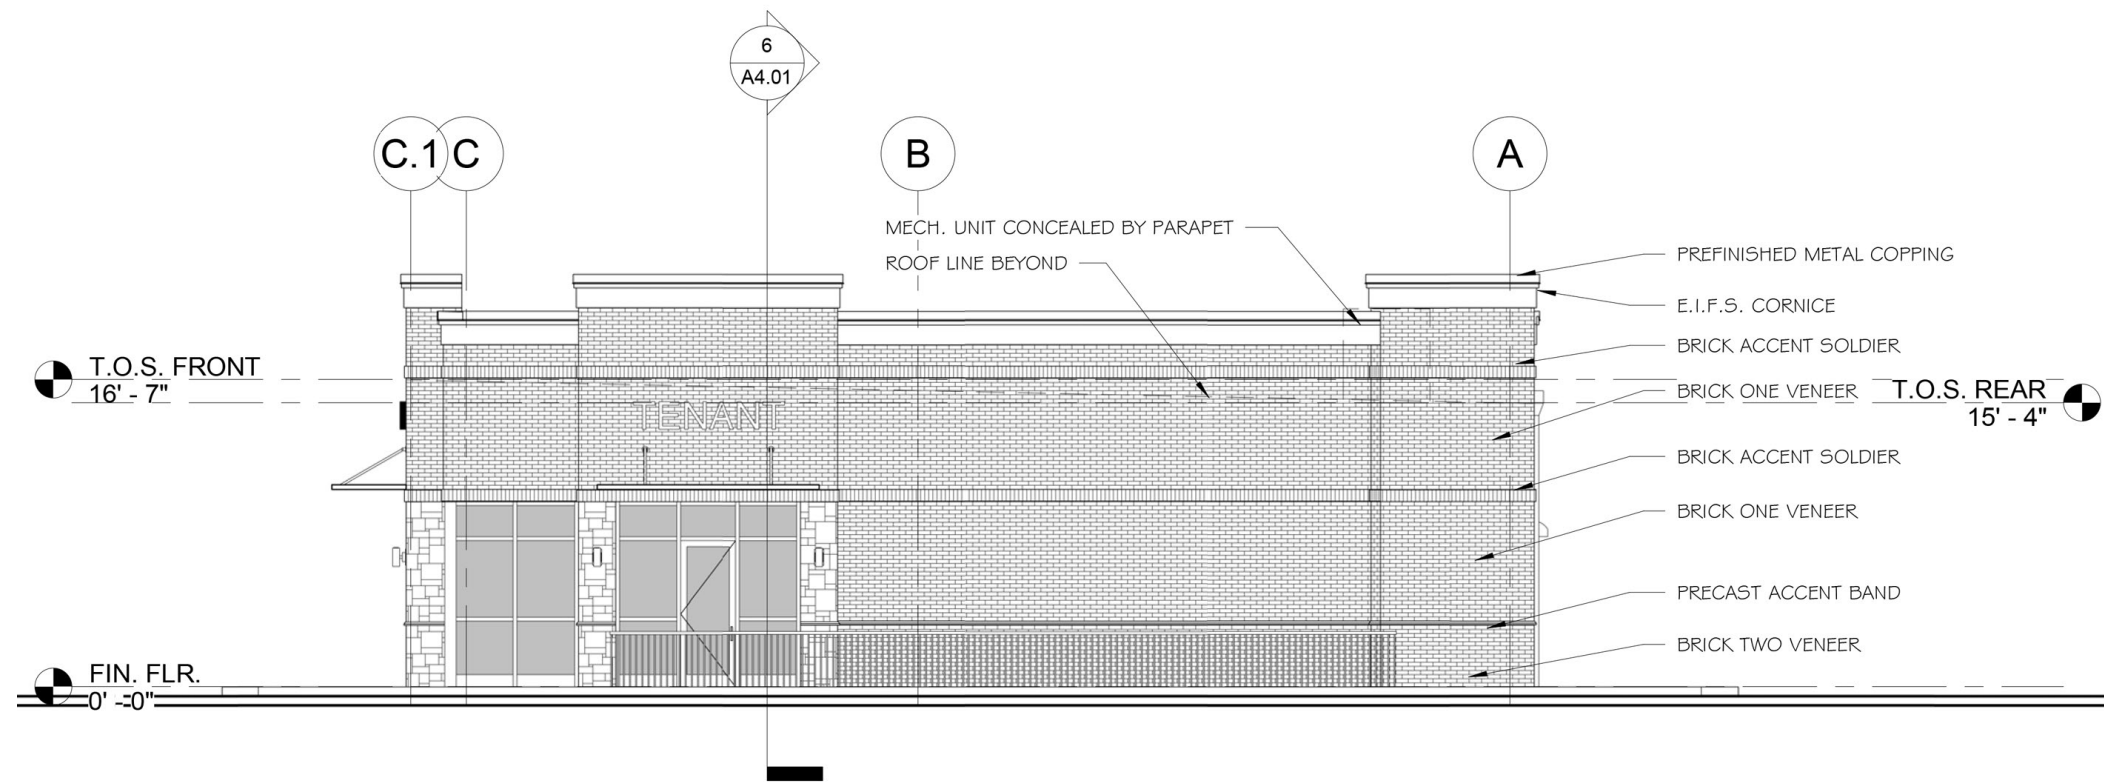 6
A4.01
C.1
C
B
A
MECH. UNIT CONCEALED BY PARAPET
ROOF LINE BEYOND
PREFINISHED METAL COPPING
E.I.F.S. CORNICE
BRICK ACCENT SOLDIER
T.O.S. FRONT
16' - 7"
BRICK ONE VENEER
T.O.S. REAR
15' - 4"
TENANT
BRICK ACCENT SOLDIER
BRICK ONE VENEER
PRECAST ACCENT BAND
BRICK TWO VENEER
FIN. FLR.
0' -0"